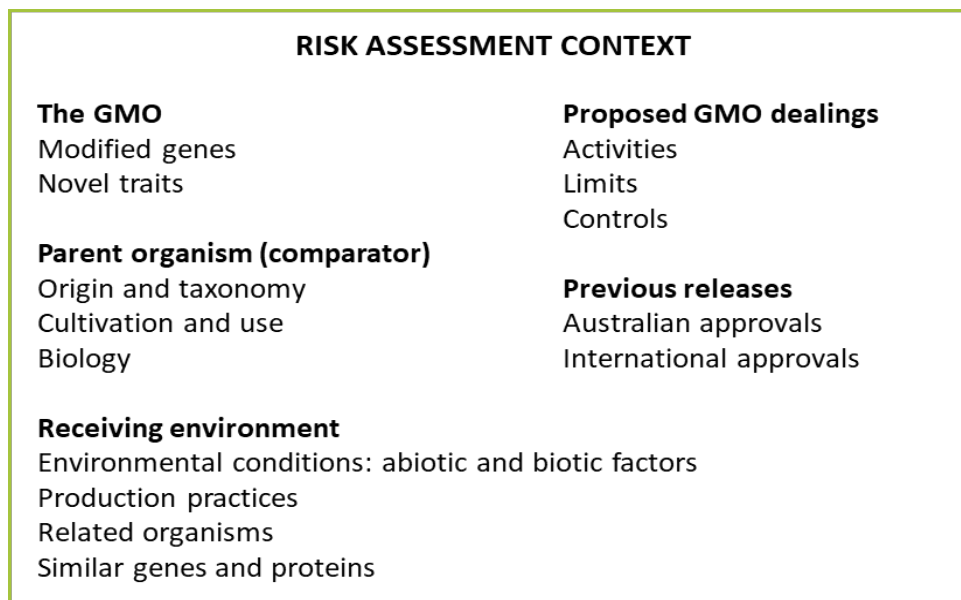 RISK ASSESSMENT CONTEXT
The GMO
Modified genes
Novel traits
Parent organism (comparator)
Origin and taxonomy
Cultivation and use
Biology
Proposed GMO dealings
Activities
Limits
Controls
Previous releases
Australian approvals
International approvals
Receiving environment
Environmental conditions: abiotic and biotic factors
Production practices
Related organisms
Similar genes and proteins